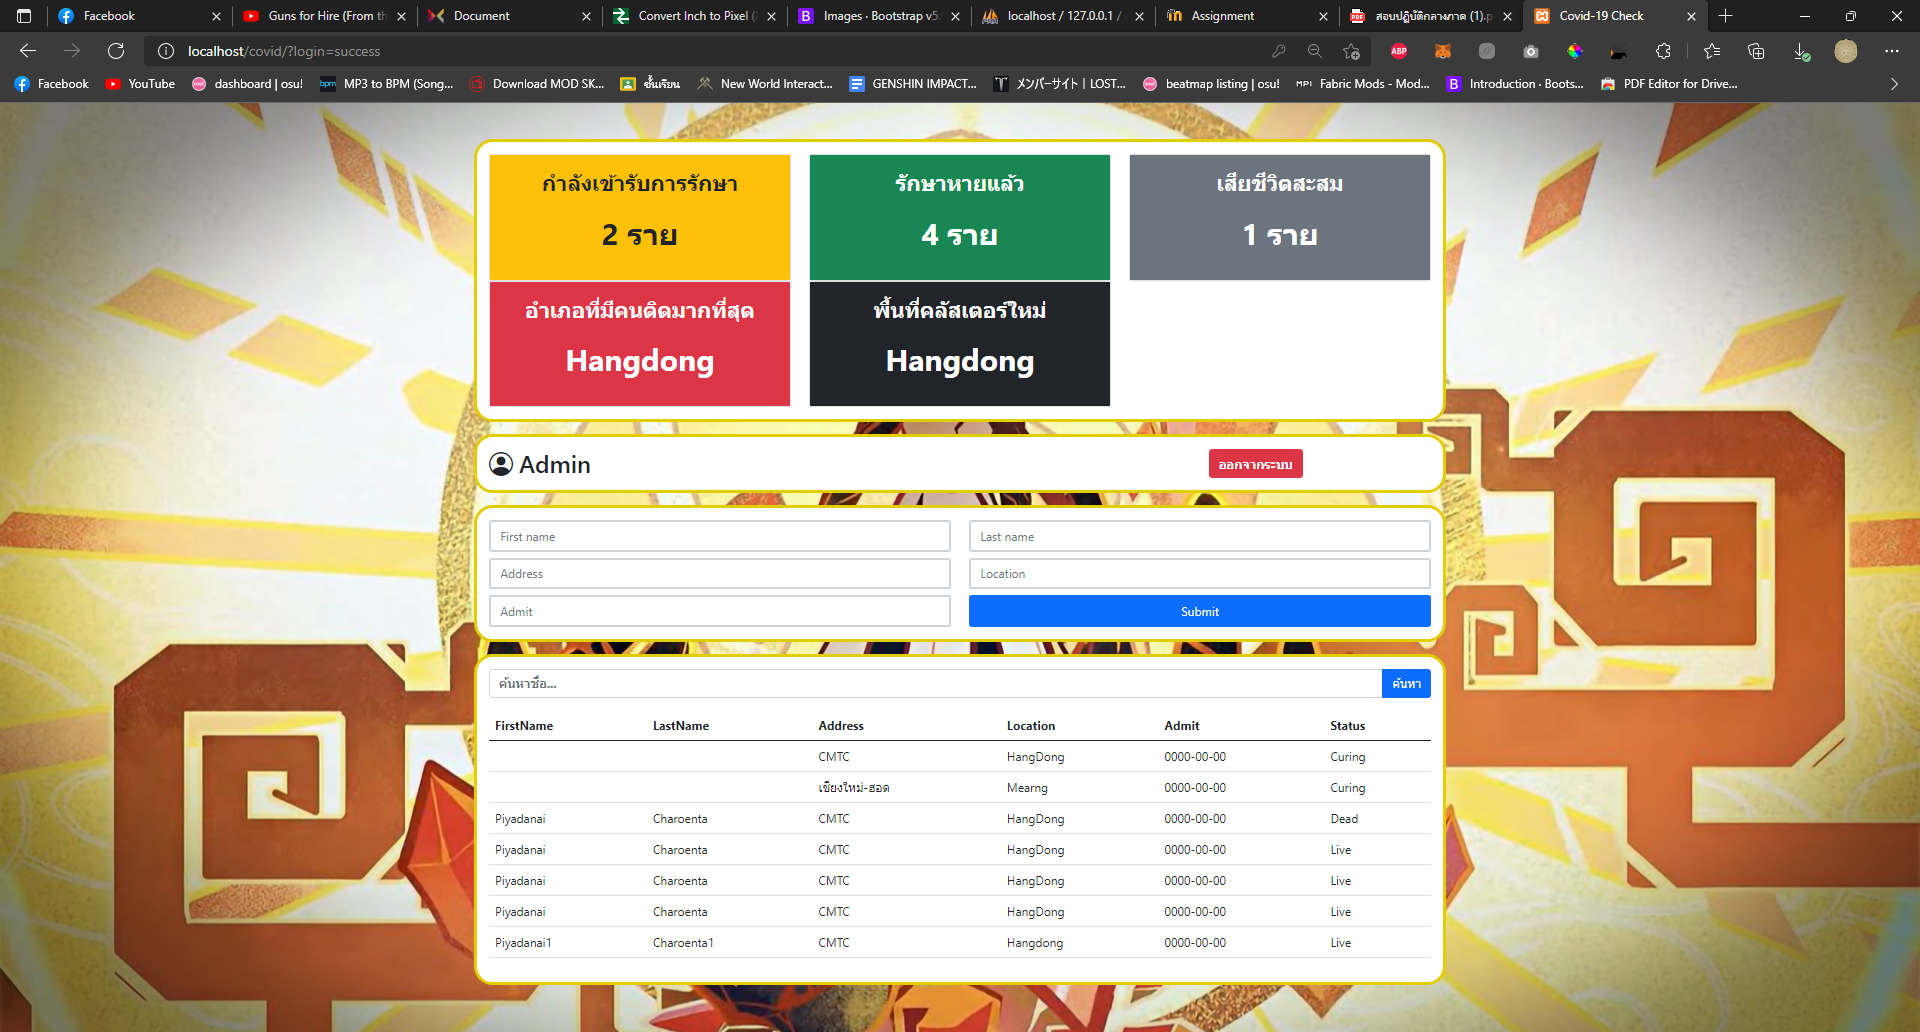 Facebook
Guns for Hire (From th
Document
Convert Inch to Pixel (
Images · Bootstrap v5.
localhost / 127.0.0.1 /
Assignment
สอบปฏิบัติกลางภาค (1).p
Covid-19 Check
localhost/covid/?login=success
Facebook
YouTube
dashboard | osu!
MP3 to BPM (Song...
Download MOD SK...
ชั้นเรียน
New World Interact...
GENSHIN IMPACT...
メンバーサイト | LOST...
beatmap listing | osu!
Fabric Mods - Mod...
Introduction · Boots...
PDF Editor for Drive...
กำลังเข้ารับการรักษา
2 ราย
รักษาหายแล้ว
4 ราย
เสียชีวิตสะสม
1 ราย
อำเภอที่มีคนติดมากที่สุด
Hangdong
พื้นที่คลัสเตอร์ใหม่
Hangdong
Admin
ออกจากระบบ
First name
Last name
Address
Location
Admit
Submit
ค้นหาชื่อ...
ค้นหา
FirstName LastName Address Location Admit Status
CMTC HangDong 0000-00-00 Curing
เชียงใหม่-ฮอด Mearng 0000-00-00 Curing
Piyadanai Charoenta CMTC HangDong 0000-00-00 Dead
Piyadanai Charoenta CMTC HangDong 0000-00-00 Live
Piyadanai Charoenta CMTC HangDong 0000-00-00 Live
Piyadanai Charoenta CMTC HangDong 0000-00-00 Live
Piyadanai1 Charoenta1 CMTC Hangdong 0000-00-00 Live